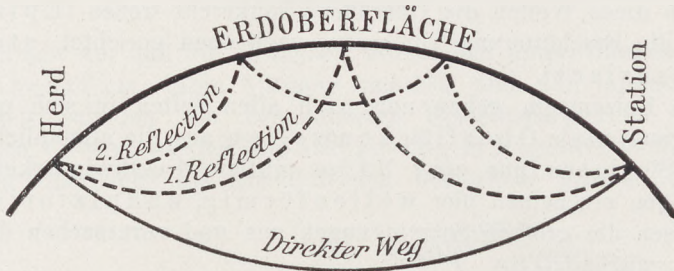 ERDOBERFLÄCHE
Herd
Station
2. Reflection
1. Reflection
Direkter Weg